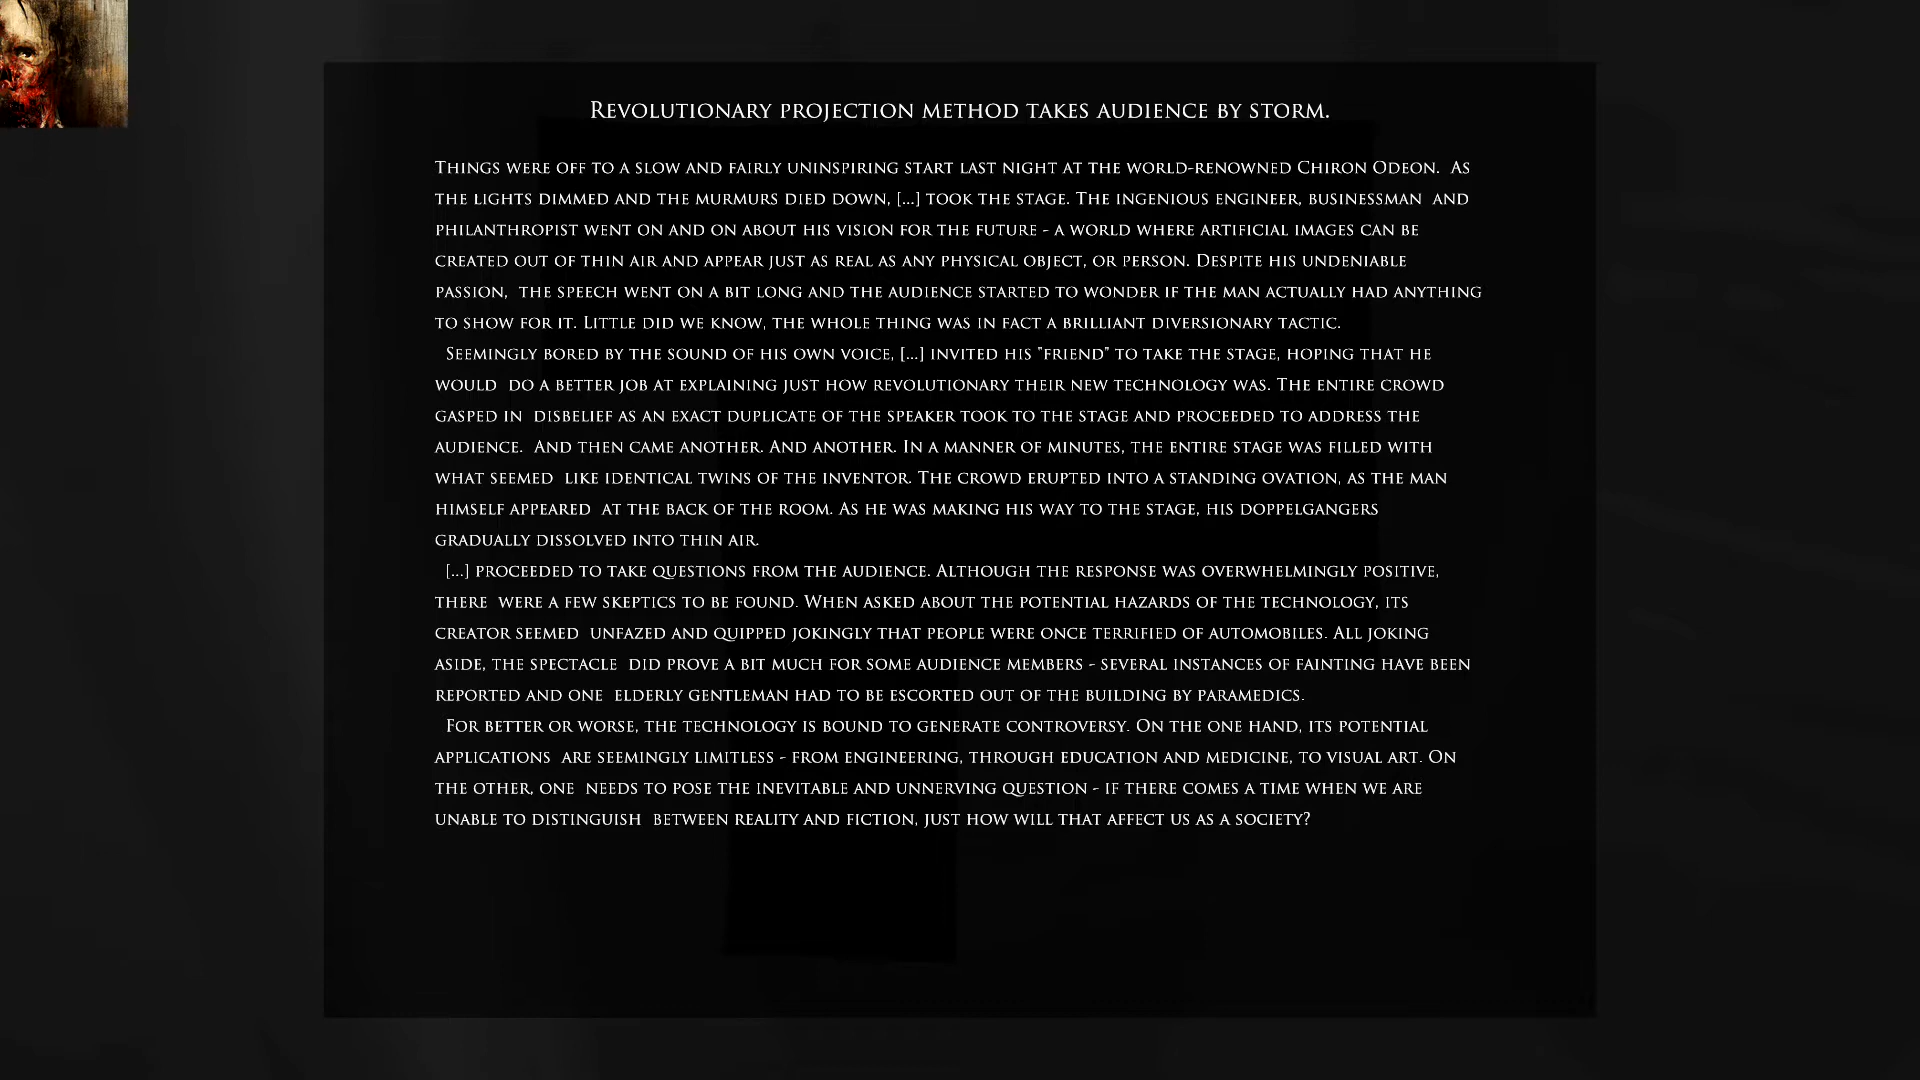 Revolutionary projection method takes audience by storm.
Things were off to a slow and fairly uninspiring start last night at the world-renowned Chiron Odeon. As
the lights dimmed and the murmurs died down, [...] took the stage. The ingenious engineer, businessman and
philanthropist went on and on about his vision for the future - a world where artificial images can be
created out of thin air and appear just as real as any physical object, or person. Despite his undeniable
passion, the speech went on a bit long and the audience started to wonder if the man actually had anything
to show for it. Little did we know, the whole thing was in fact a brilliant diversionary tactic.
Seemingly bored by the sound of his own voice, [...] invited his "friend" to take the stage, hoping that he
would do a better job at explaining just how revolutionary their new technology was. The entire crowd
gasped in disbelief as an exact duplicate of the speaker took to the stage and proceeded to address the
audience. And then came another. And another. In a manner of minutes, the entire stage was filled with
what seemed like identical twins of the inventor. The crowd erupted into a standing ovation, as the man
himself appeared at the back of the room. As he was making his way to the stage, his doppelgangers
gradually dissolved into thin air.
[...] proceeded to take questions from the audience. Although the response was overwhelmingly positive,
there were a few skeptics to be found. When asked about the potential hazards of the technology, its
creator seemed unfazed and quipped jokingly that people were once terrified of automobiles. All joking
aside, the spectacle did prove a bit much for some audience members - several instances of fainting have been
reported and one elderly gentleman had to be escorted out of the building by paramedics.
For better or worse, the technology is bound to generate controversy. On the one hand, its potential
applications are seemingly limitless - from engineering, through education and medicine, to visual art. On
the other, one needs to pose the inevitable and unnerving question - if there comes a time when we are
unable to distinguish between reality and fiction, just how will that affect us as a society?